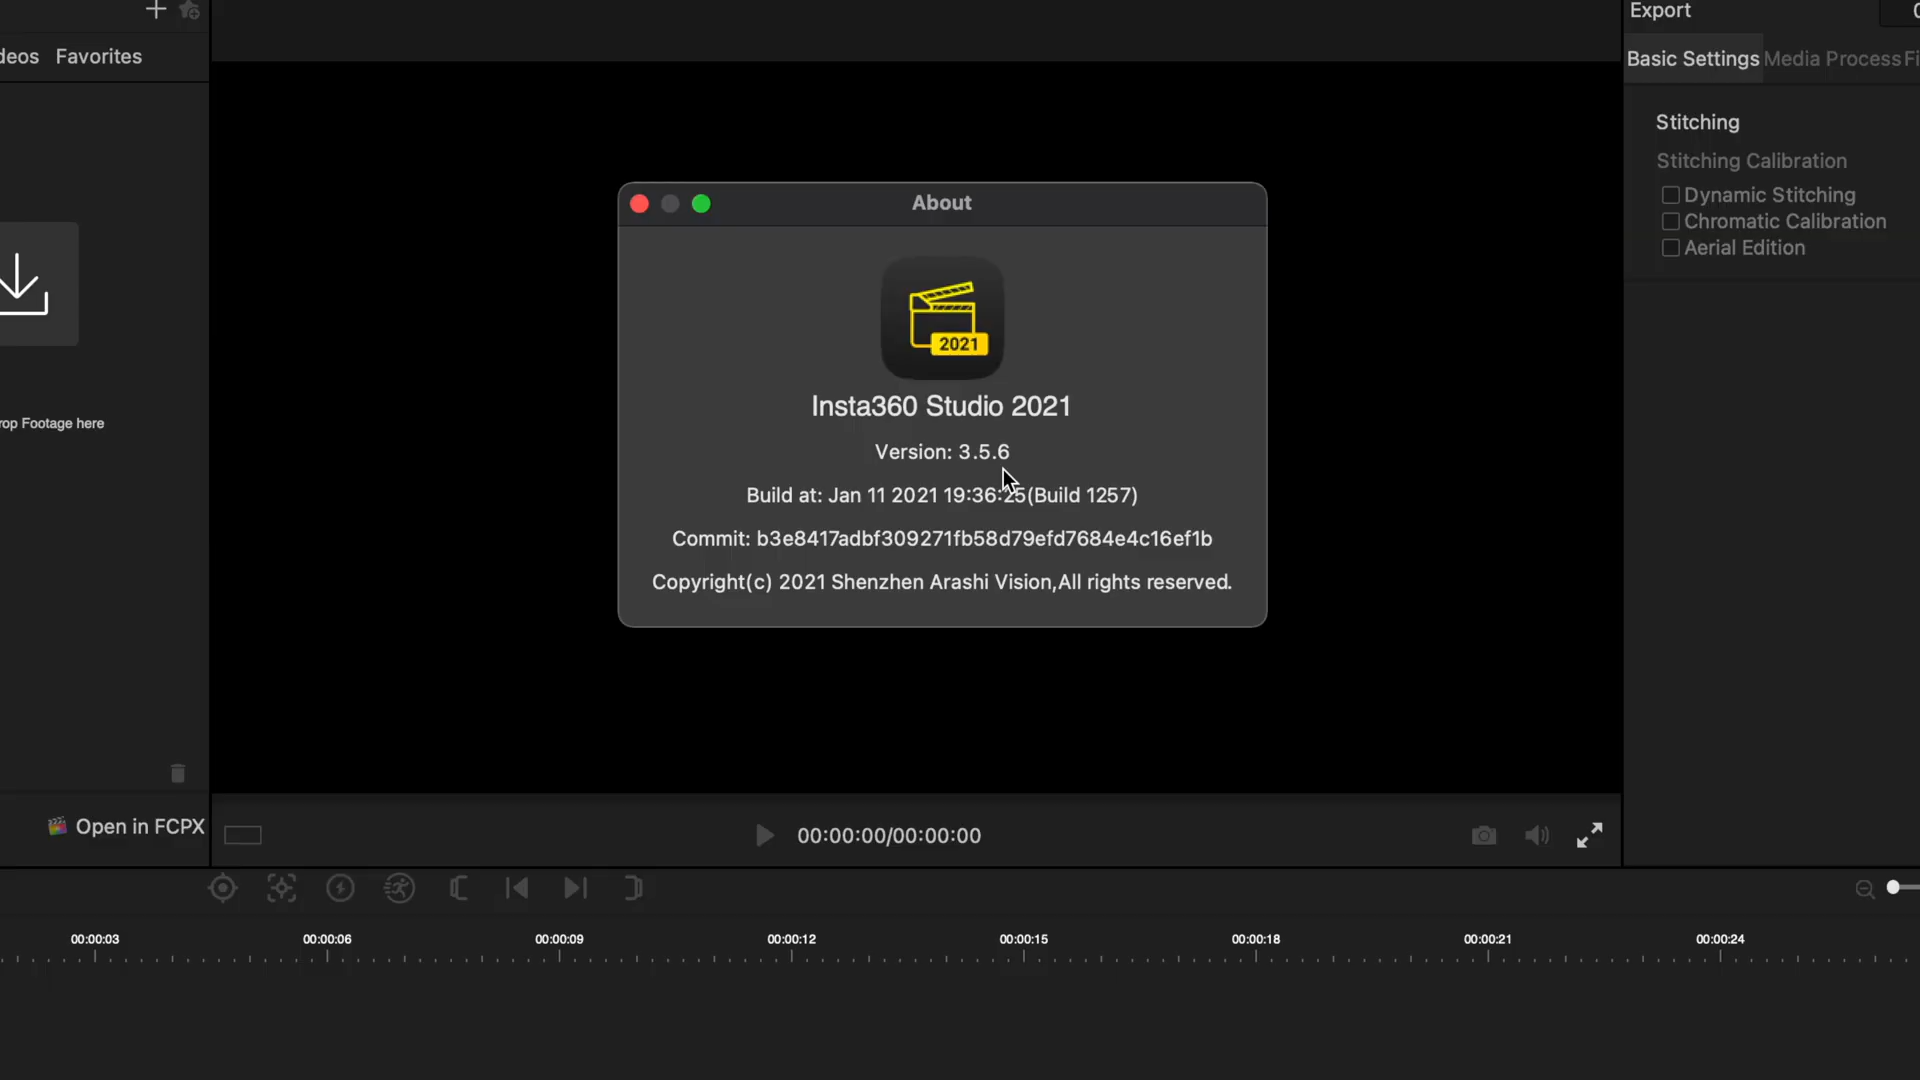 Export
deos Favorites
Basic Settings Media Process Fi
Stitching
Stitching Calibration
Dynamic Stitching
Chromatic Calibration
Aerial Edition
About
2021
Insta360 Studio 2021
Version: 3.5.6
Build at: Jan 11 2021 19:36:25(Build 1257)
Commit: b3e8417adbf309271fb58d79efd7684e4c16ef1b
Copyright(c) 2021 Shenzhen Arashi Vision,All rights reserved.
rop Footage here
Open in FCPX
00:00:00/00:00:00
00:00:03 00:00:06 00:00:09 00:00:12 00:00:15 00:00:18 00:00:21 00:00:24